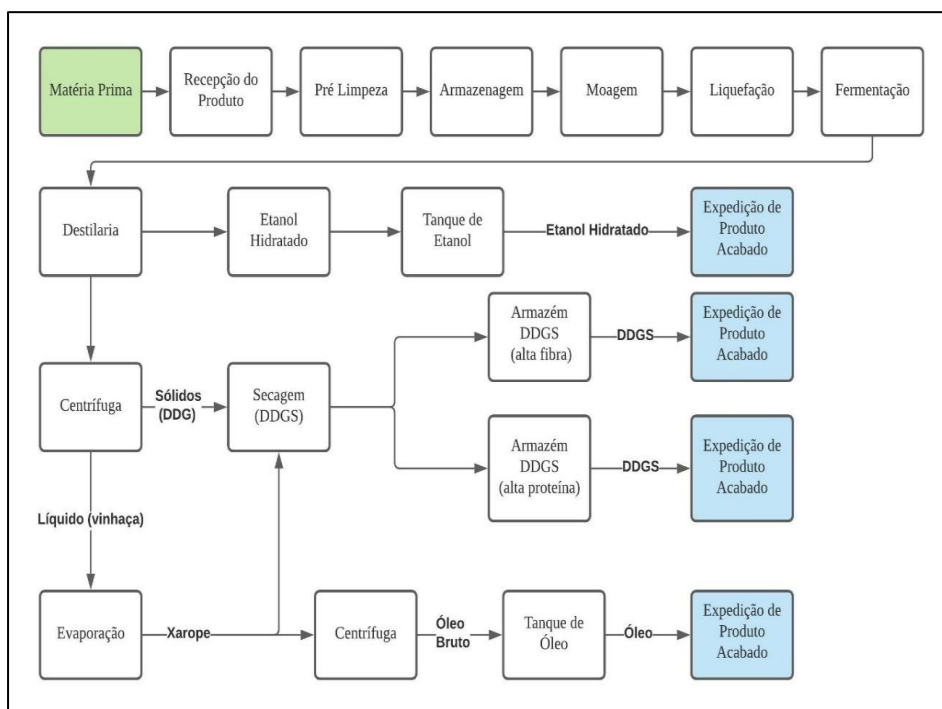 Matéria Prima
Recepção do
Produto
Pré Limpeza
Armazenagem
Moagem
Liquefação
Fermentação
Destilaria
Etanol
Hidratado
Tanque de
Etanol
Etanol Hidratado
Expedição de
Produto
Acabado
Armazém
DDGS
(alta fibra)
DDGS
Expedição de
Produto
Acabado
Centrífuga
Sólidos
(DDG)
Secagem
(DDGS)
Armazém
DDGS
(alta proteína)
DDGS
Expedição de
Produto
Acabado
Líquido (vinhaça)
Evaporação
Xarope
Centrífuga
Óleo
Bruto
Tanque de
Óleo
Óleo
Expedição de
Produto
Acabado